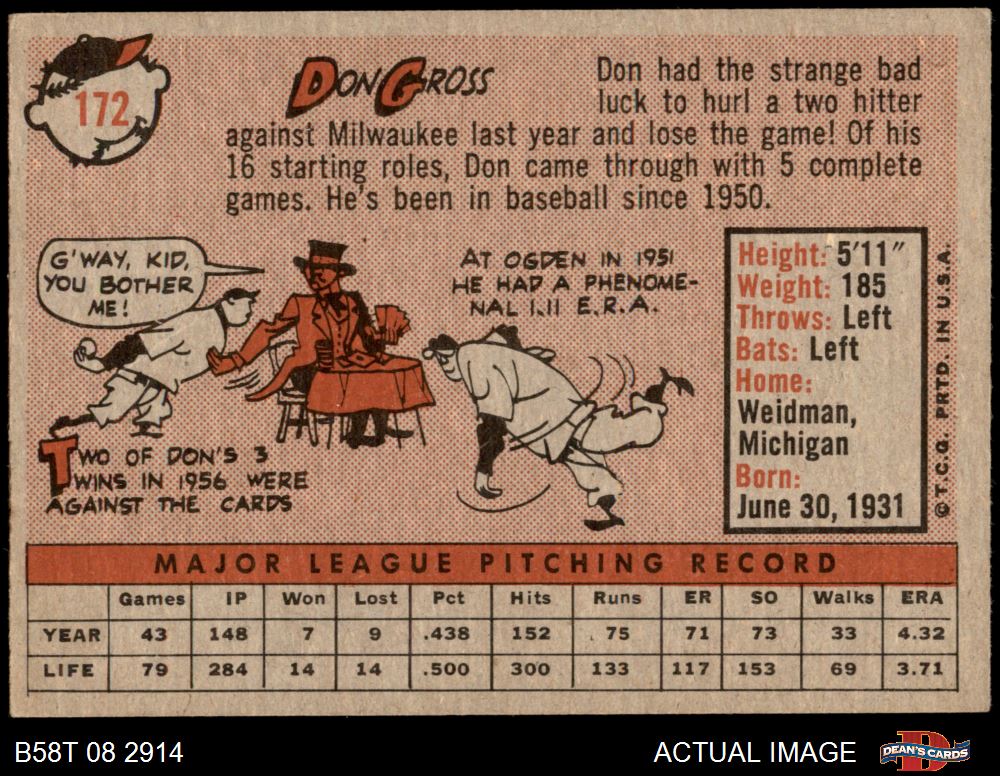 172
DON GROSS
Don had the strange bad
luck to hurl a two hitter
against Milwaukee last year and lose the game! Of his
16 starting roles, Don came through with 5 complete
games. He's been in baseball since 1950.
G'WAY, KID,
YOU BOTHER
ME!
AT OGDEN IN 1951
HE HAD A PHENOME-
NAL 1.11 E.R.A.
TWO OF DON'S 3
WINS IN 1956 WERE
AGAINST THE CARDS
Height: 5'11"
Weight: 185
Throws: Left
Bats: Left
Home:
Weidman,
Michigan
Born:
June 30, 1931
© T.C.G. PRTD. IN U.S.A.
MAJOR LEAGUE PITCHING RECORD
Games IP Won Lost Pct Hits Runs ER SO Walks ERA
YEAR 43 148 7 9 .438 152 75 71 73 33 4.32
LIFE 79 284 14 14 .500 300 133 117 153 69 3.71
B58T 08 2914
ACTUAL IMAGE
D
DEAN'S CARDS